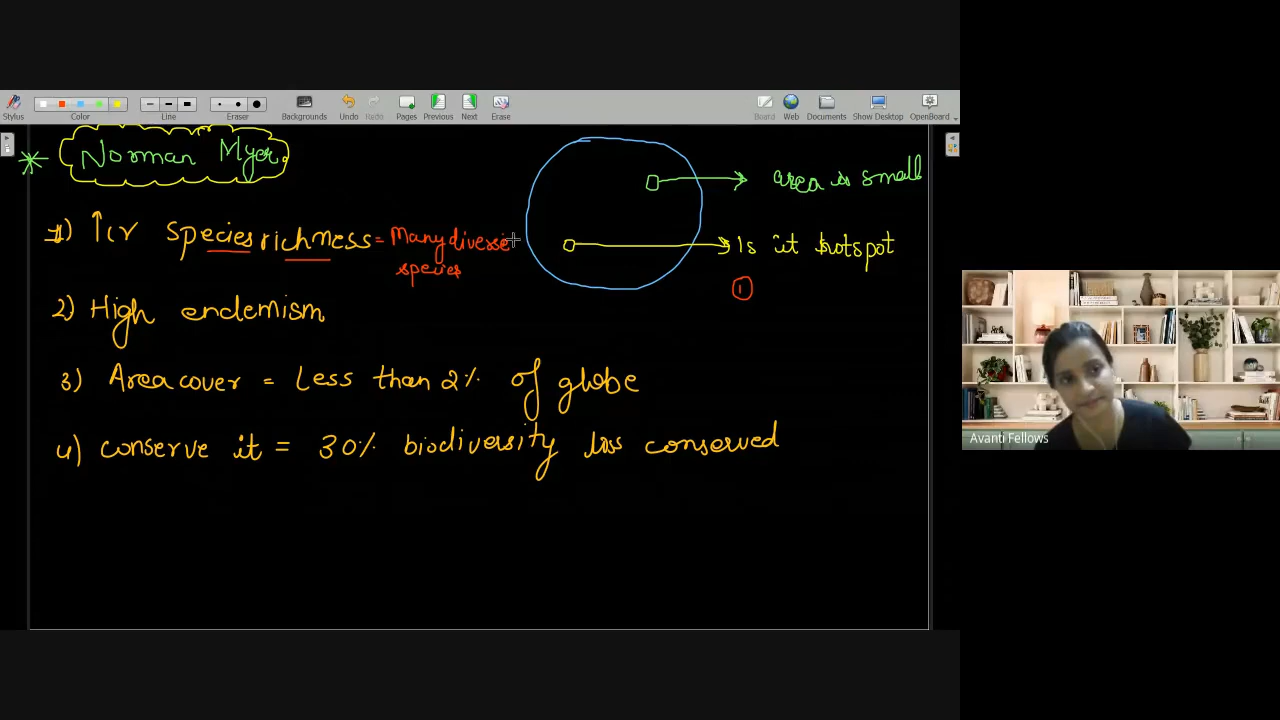 Stylus Color Line Eraser Backgrounds Undo Redo Pages Previous Next Erase Board Web Documents Show Desktop OpenBoard
* Norman Myer
area is small
1) ↑cr species richness = Many diverse
species
Is it hotspot
①
2) High endemism
3) Area cover = Less than 2% of globe
4) conserve it = 30% biodiversity loss conserved
Avanti Fellows